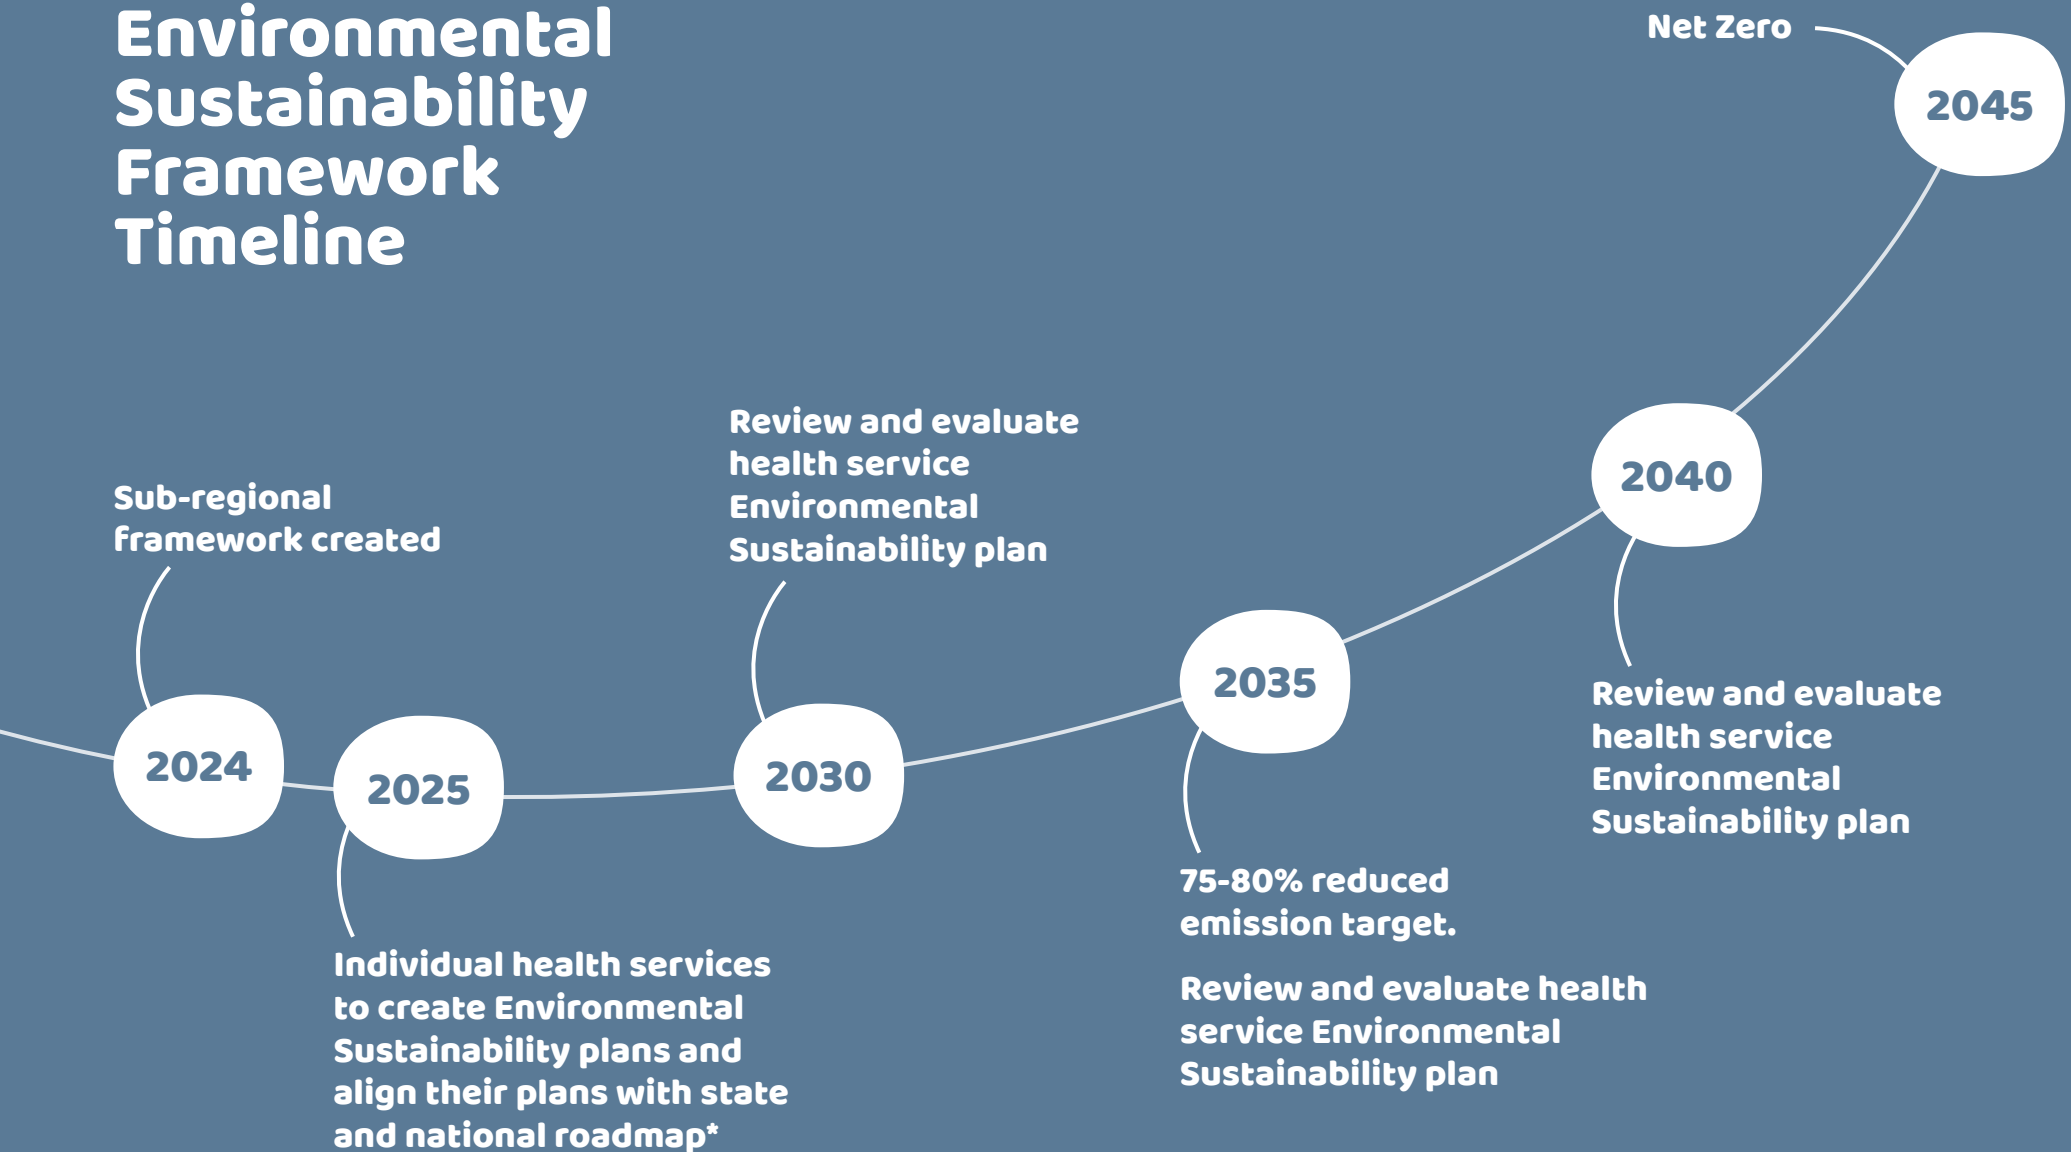 Environmental
Sustainability
Framework
Timeline
Net Zero
2045
2040
Review and evaluate
health service
Environmental
Sustainability plan
Sub-regional
framework created
2035
Review and evaluate
health service
Environmental
Sustainability plan
2024
2025
2030
75-80% reduced
emission target.
Review and evaluate health
service Environmental
Sustainability plan
Individual health services
to create Environmental
Sustainability plans and
align their plans with state
and national roadmap*